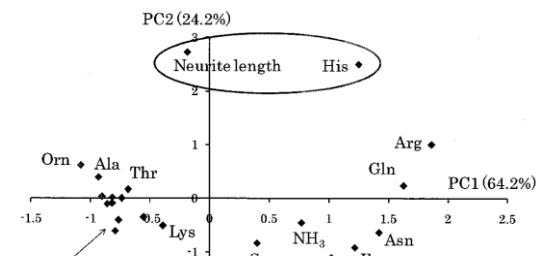 PC2 (24.2%)
3
Neurite length His
2
1
Arg
Orn Ala Thr
Gln
PC1 (64.2%)
0
-1.5 -1 -0.5 0 0.5 1 1.5 2 2.5
Lys
NH3
Asn
-1